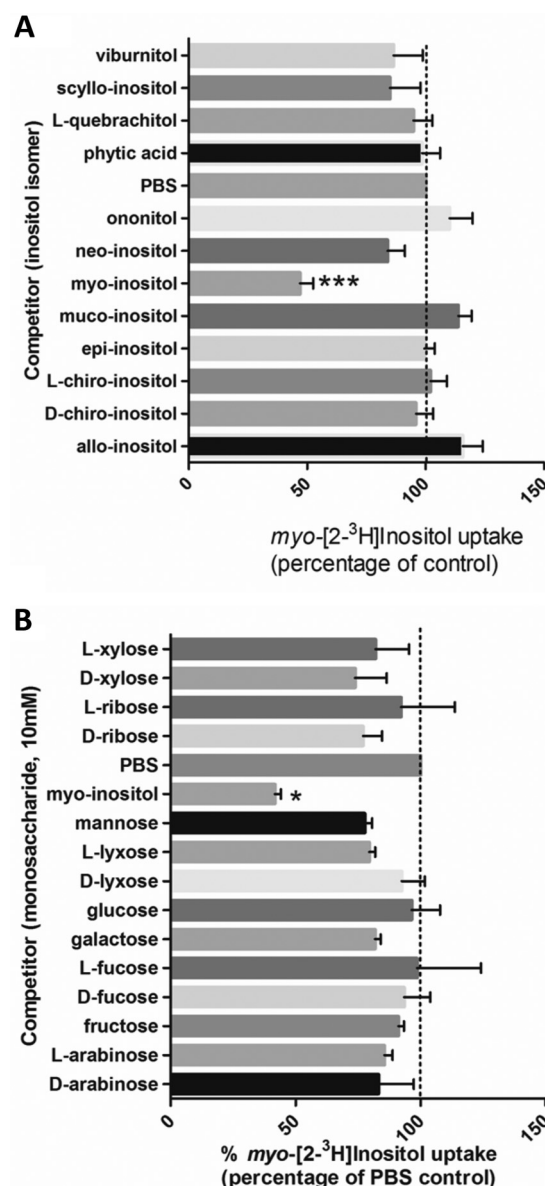 A
Competitor (inositol isomer)
viburnitol
scyllo-inositol
L-quebrachitol
phytic acid
PBS
ononitol
neo-inositol
myo-inositol
***
muco-inositol
epi-inositol
L-chiro-inositol
D-chiro-inositol
allo-inositol
0 50 100 150
myo-[2-³H]Inositol uptake
(percentage of control)
B
Competitor (monosaccharide, 10mM)
L-xylose
D-xylose
L-ribose
D-ribose
PBS
myo-inositol
*
mannose
L-lyxose
D-lyxose
glucose
galactose
L-fucose
D-fucose
fructose
L-arabinose
D-arabinose
0 50 100 150
% myo-[2-³H]Inositol uptake
(percentage of PBS control)